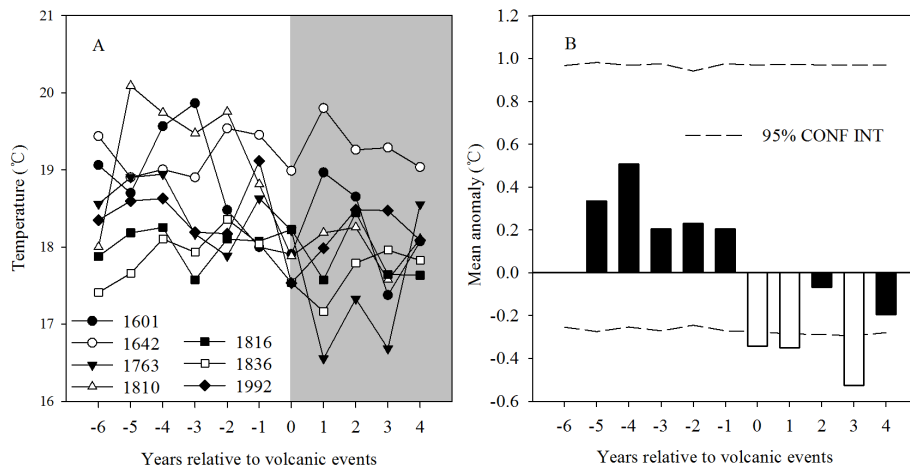 A
Temperature (℃)
21
20
19
18
17
16
1601
1642
1763
1810
1816
1836
1992
-6 -5 -4 -3 -2 -1 0 1 2 3 4
Years relative to volcanic events
B
Mean anomaly (℃)
1.2
1.0
0.8
0.6
0.4
0.2
0.0
-0.2
-0.4
-0.6
95% CONF INT
-6 -5 -4 -3 -2 -1 0 1 2 3 4
Years relative to volcanic events